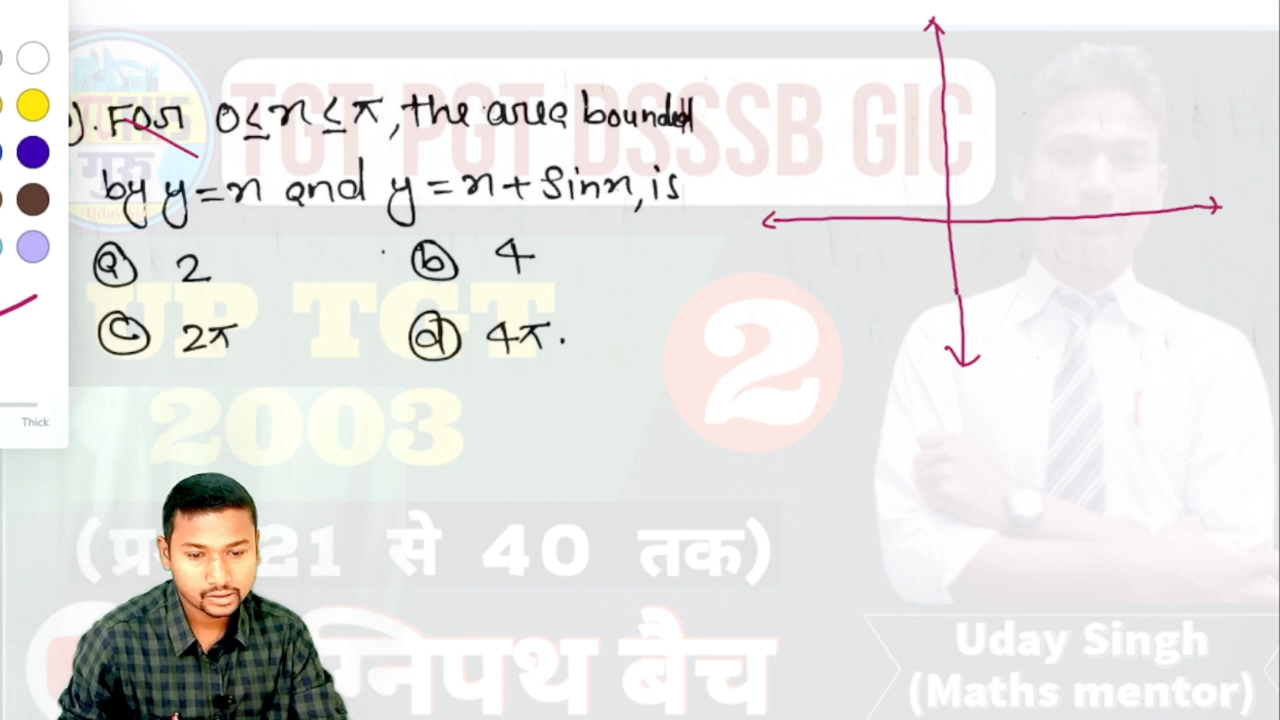 ). For 0≤x≤π, the area bounded
TGT PGT DSSSB GIC
by y=x and y=x+Sinx, is
Uday
(a) 2 (b) 4
(c) 2π (d) 4π.
UP TGT
2
2003
Thick
21 से 40 तक)
बैच
Uday Singh
(Maths mentor)